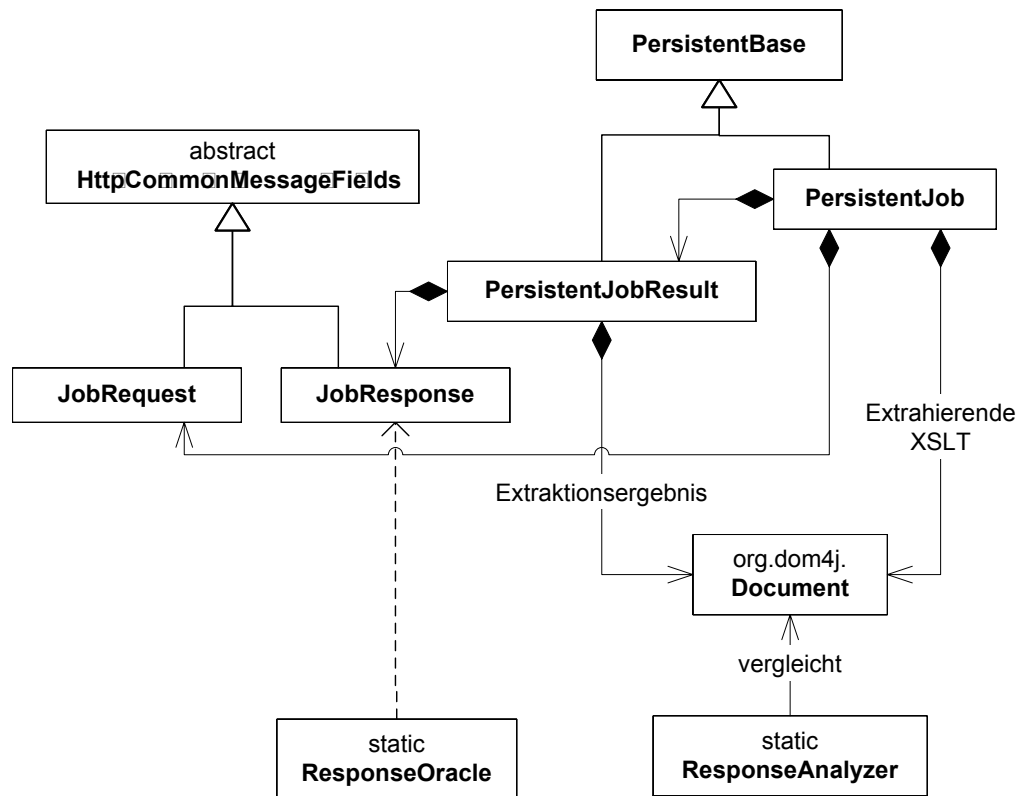 PersistentBase
abstract
HttpCommonMessageFields
PersistentJob
PersistentJobResult
JobRequest
JobResponse
Extrahierende
XSLT
Extraktionsergebnis
org.dom4j.
Document
vergleicht
static
ResponseOracle
static
ResponseAnalyzer